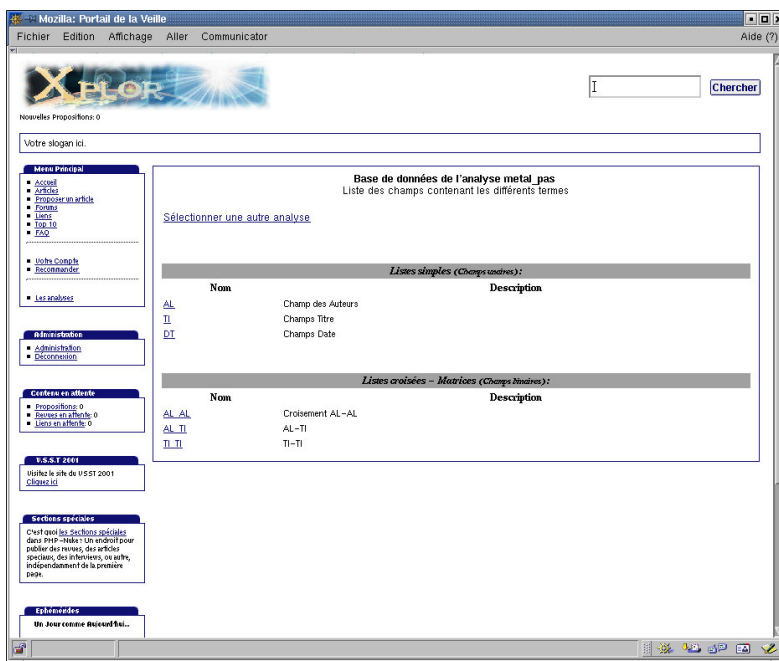 Mozilla: Portail de la Veille
Fichier Edition Affichage Aller Communicator Aide (?)
XPLOR
Chercher
Nouvelles Propositions: 0
Votre slogan ici.
Menu Principal
Accueil
Articles
Proposer un article
Forums
Liens
Top 10
FAQ
Votre Compte
Recommander
Les analyses
Administration
Administration
Déconnexion
Contenu en attente
Propositions: 0
Revues en attente: 0
Liens en attente: 0
V.S.S.T 2001
Visitez le site du VSST 2001
Cliquez ici
Sections spéciales
C'est quoi les Sections spéciales
dans PHP-Nuke? Un endroit pour
publier des revues, des articles
speciaux, des interviews, ou autre,
indépendamment de la première
page.
Ephémérides
Un Jour comme Aujourd'hui...
Base de données de l'analyse metal_pas
Liste des champs contenant les différents termes
Sélectionner une autre analyse
Listes simples (Champs unaires):
Nom Description
AL Champ des Auteurs
TI Champs Titre
DT Champs Date
Listes croisées – Matrices (Champs binaires):
Nom Description
AL_AL Croisement AL-AL
AL_TI AL-TI
TI_TI TI-TI